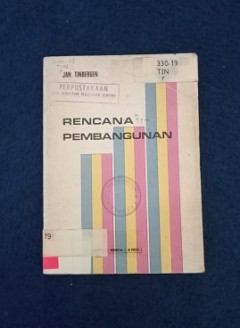 330.19
TIN
r
JAN TINBERGEN
PERPUSTAKAAN
RENCANA
PEMBANGUNAN
19